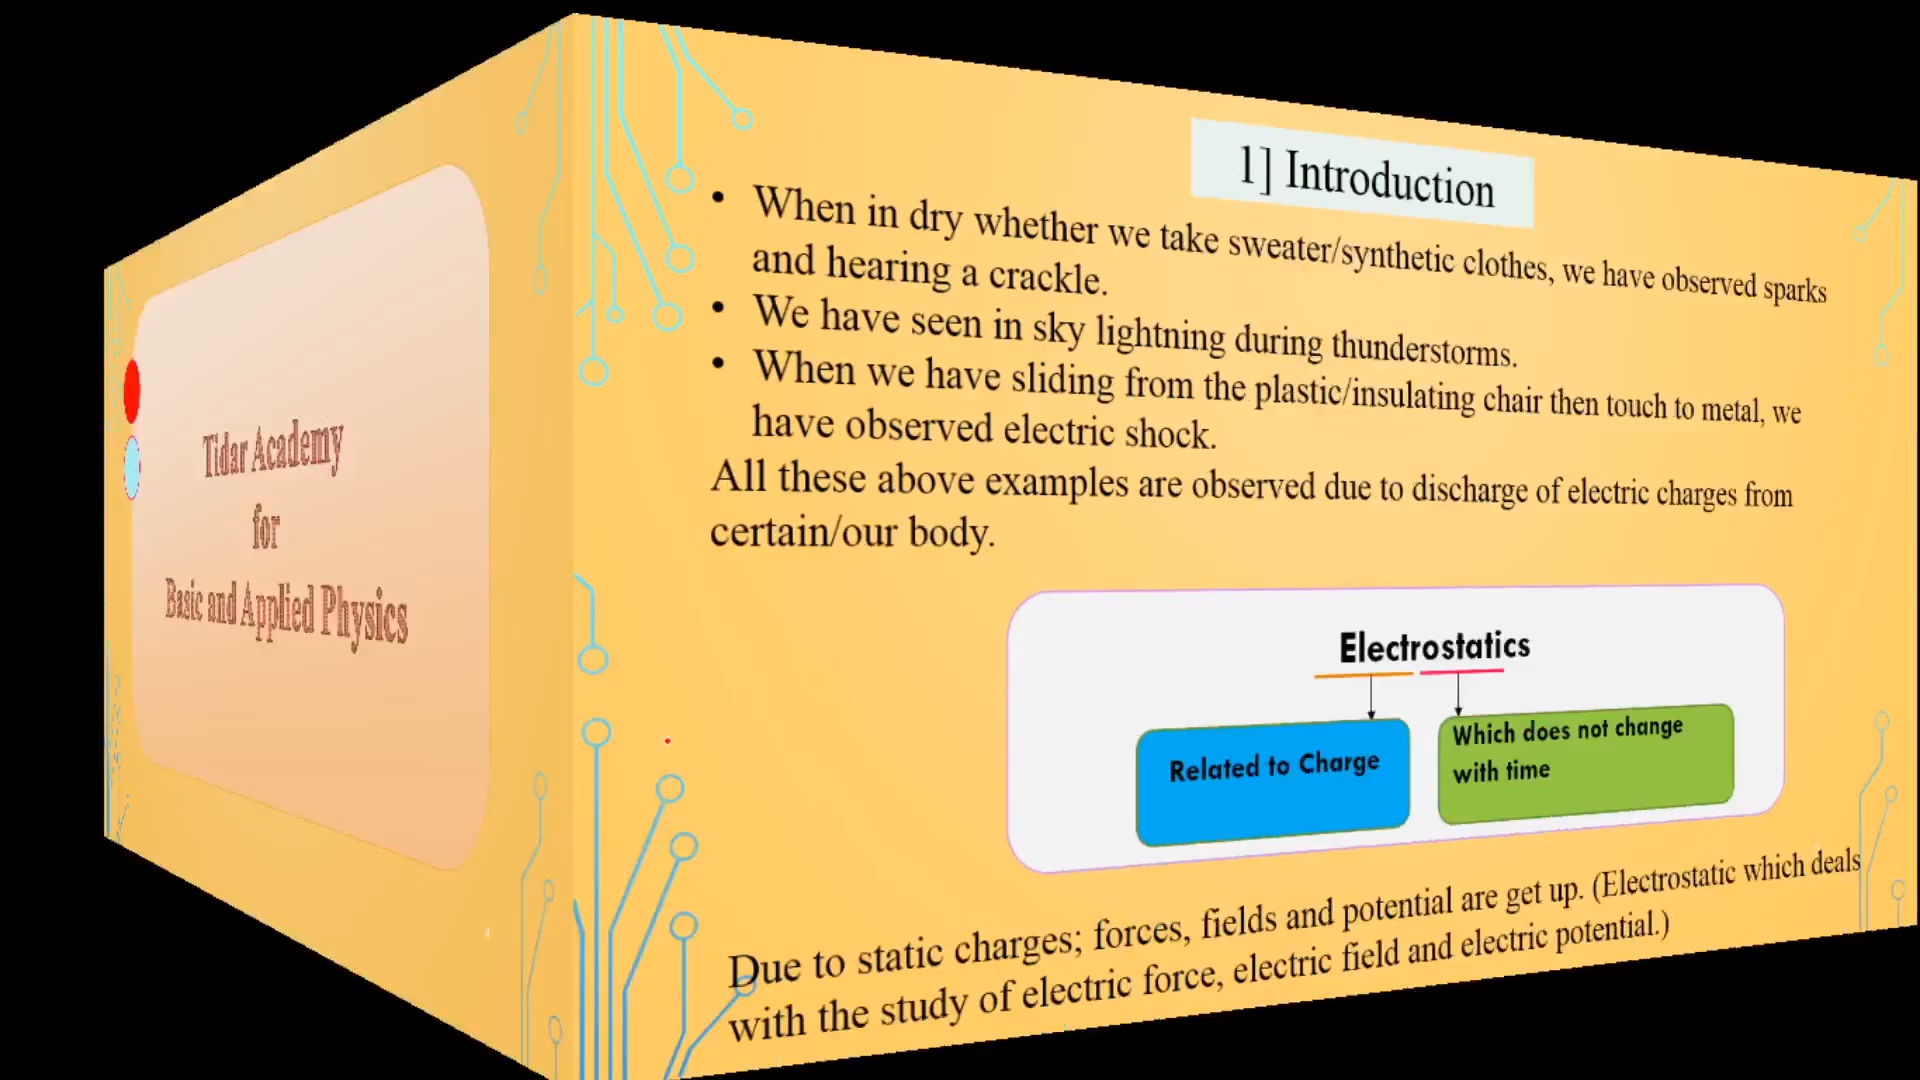 Tidar Academy
for
Basic and Applied Physics
4
1] Introduction
• When in dry whether we take sweater/synthetic clothes, we have observed sparks
and hearing a crackle.
• We have seen in sky lightning during thunderstorms.
• When we have sliding from the plastic/insulating chair then touch to metal, we
have observed electric shock.
All these above examples are observed due to discharge of electric charges from
certain/our body.
Electrostatics
Related to Charge
Which does not change
with time
Due to static charges; forces, fields and potential are get up. (Electrostatic which deals
with the study of electric force, electric field and electric potential.)